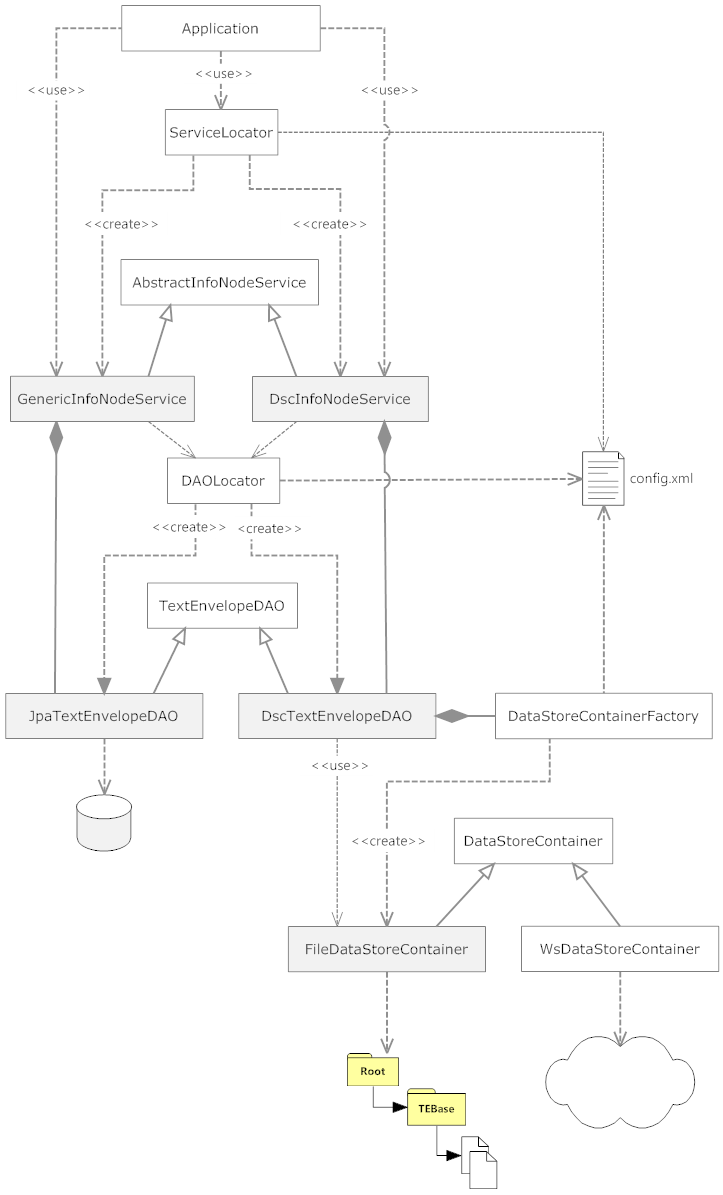 Application
<<use>>
<<use>>
<<use>>
ServiceLocator
<<create>>
<<create>>
AbstractInfoNodeService
GenericInfoNodeService
DscInfoNodeService
DAOLocator
config.xml
<<create>>
<<create>>
TextEnvelopeDAO
JpaTextEnvelopeDAO
DscTextEnvelopeDAO
DataStoreContainerFactory
<<use>>
<<create>>
DataStoreContainer
FileDataStoreContainer
WsDataStoreContainer
Root
TEBase